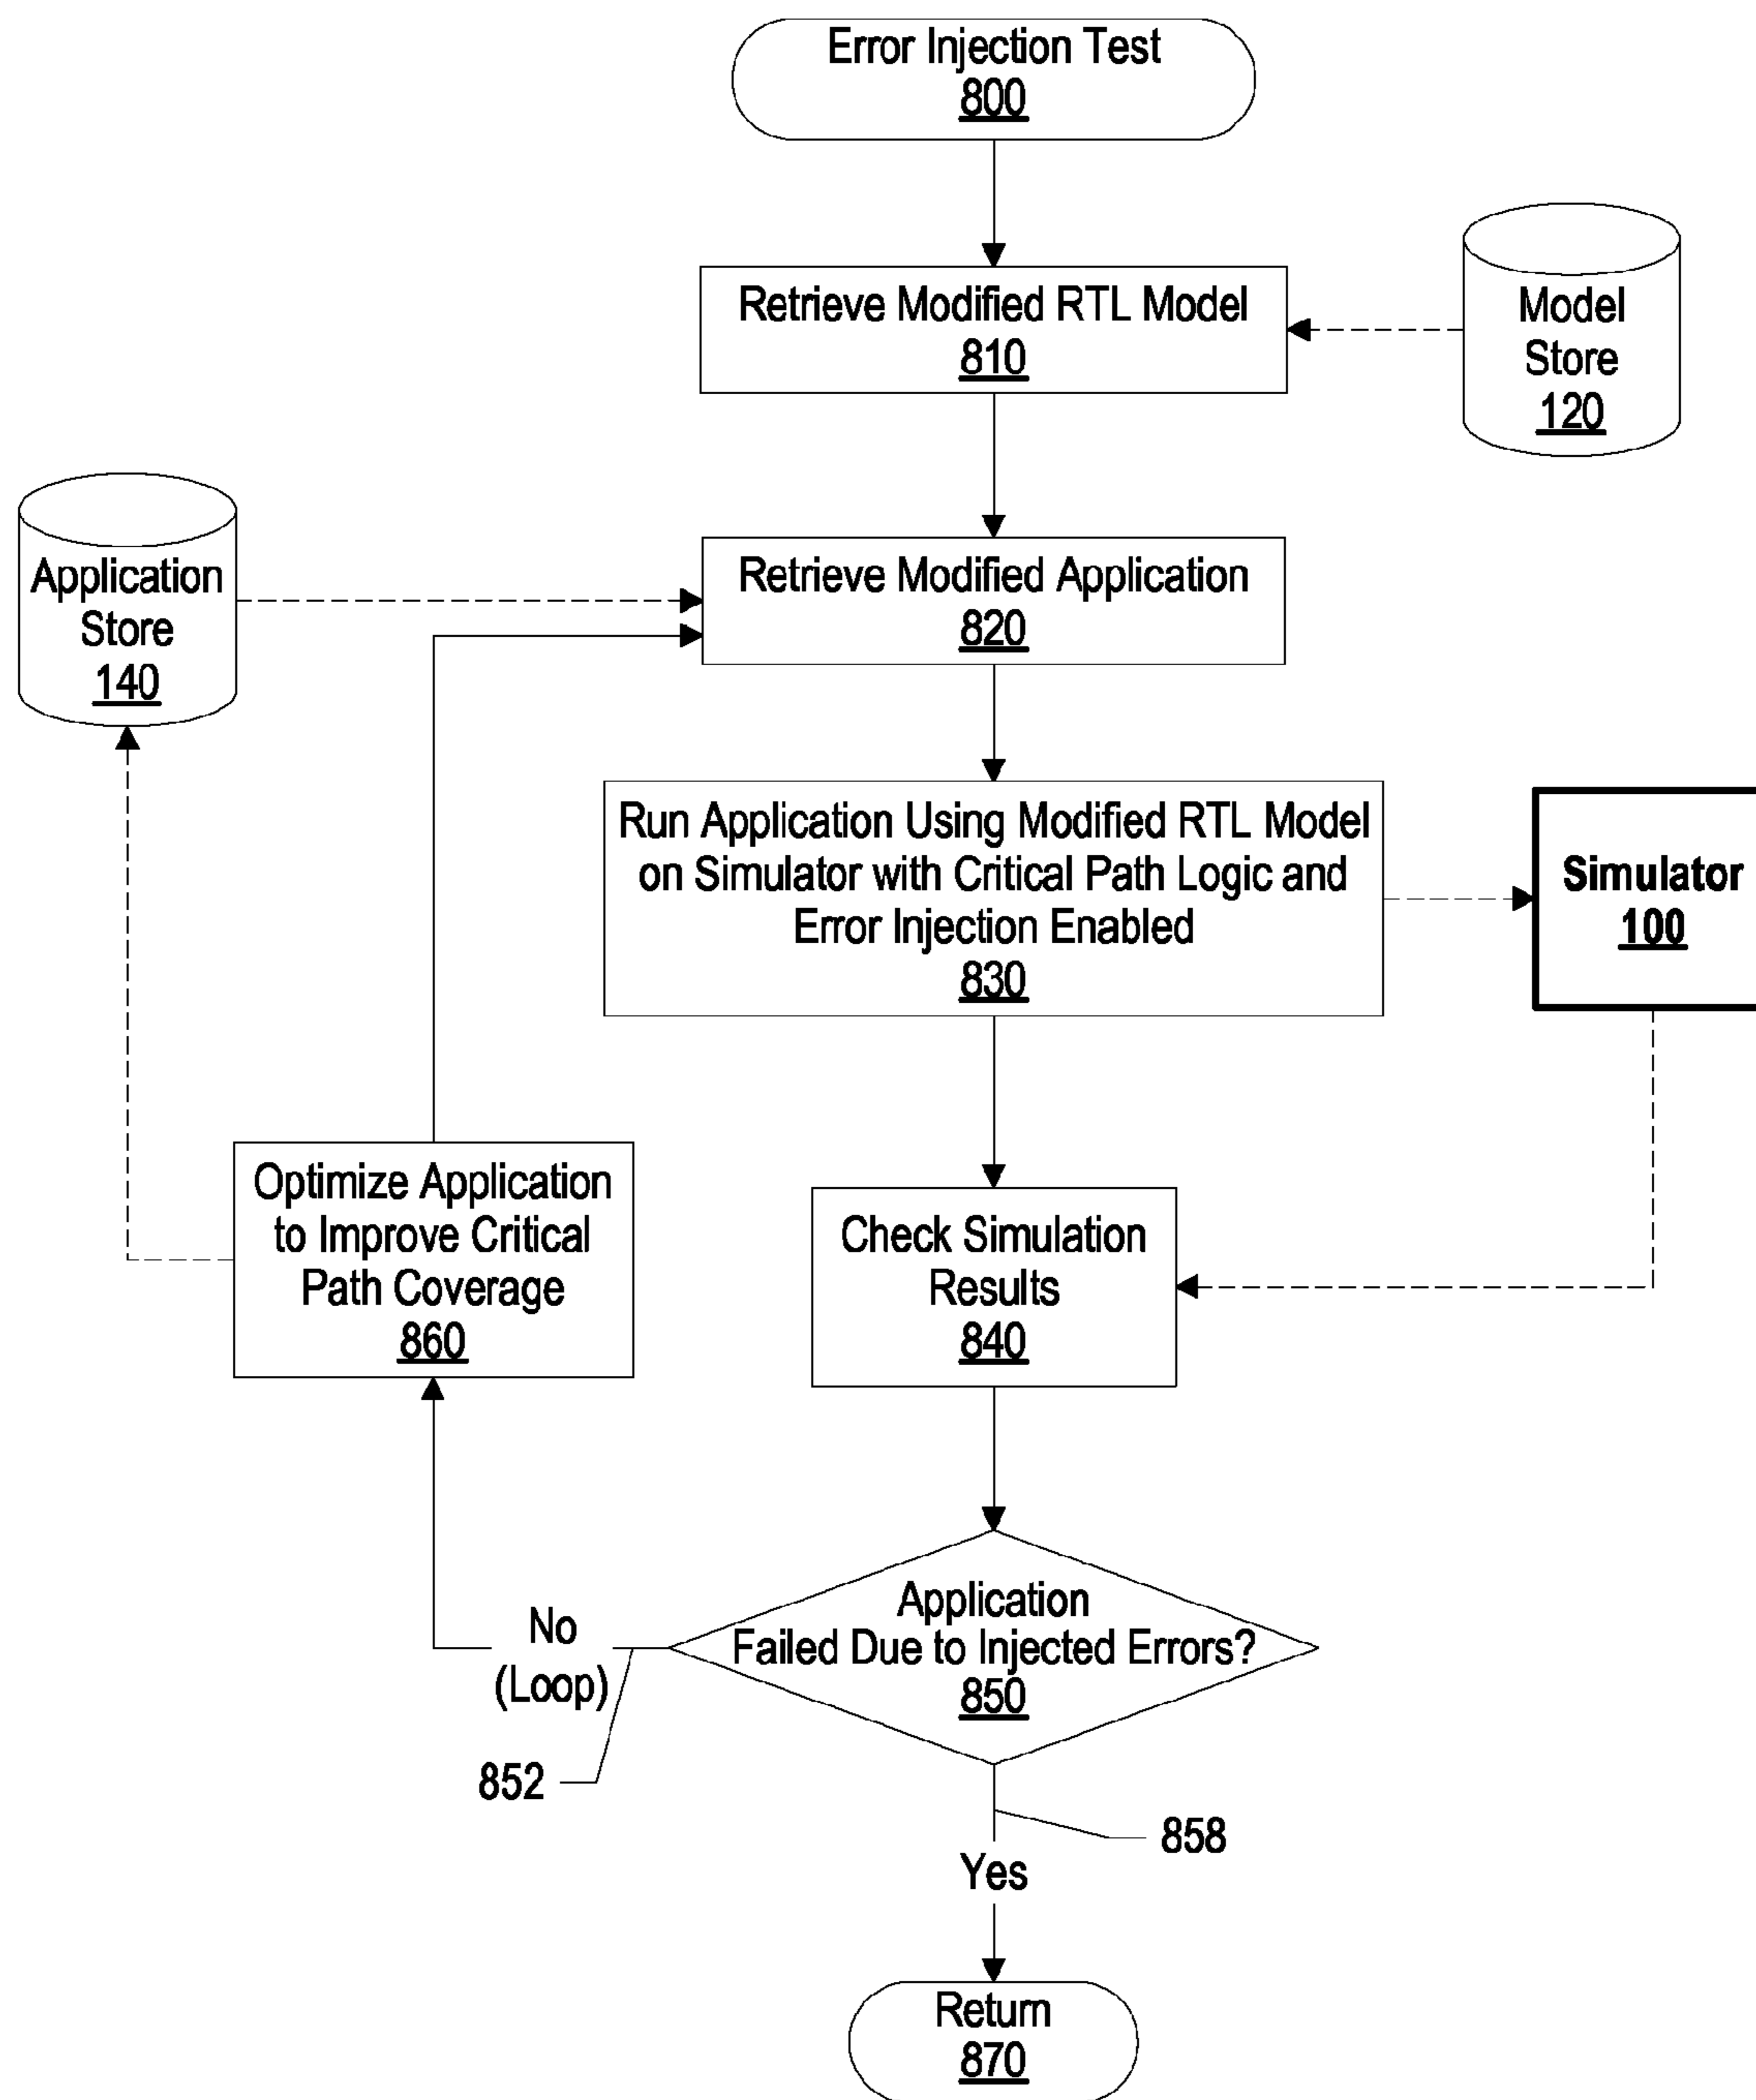 Error Injection Test
800
Retrieve Modified RTL Model
810
Model
Store
120
Application
Store
140
Retrieve Modified Application
820
Run Application Using Modified RTL Model
on Simulator with Critical Path Logic and
Error Injection Enabled
830
Simulator
100
Optimize Application
to Improve Critical
Path Coverage
860
Check Simulation
Results
840
Application
Failed Due to Injected Errors?
850
No
(Loop)
852
858
Yes
Return
870